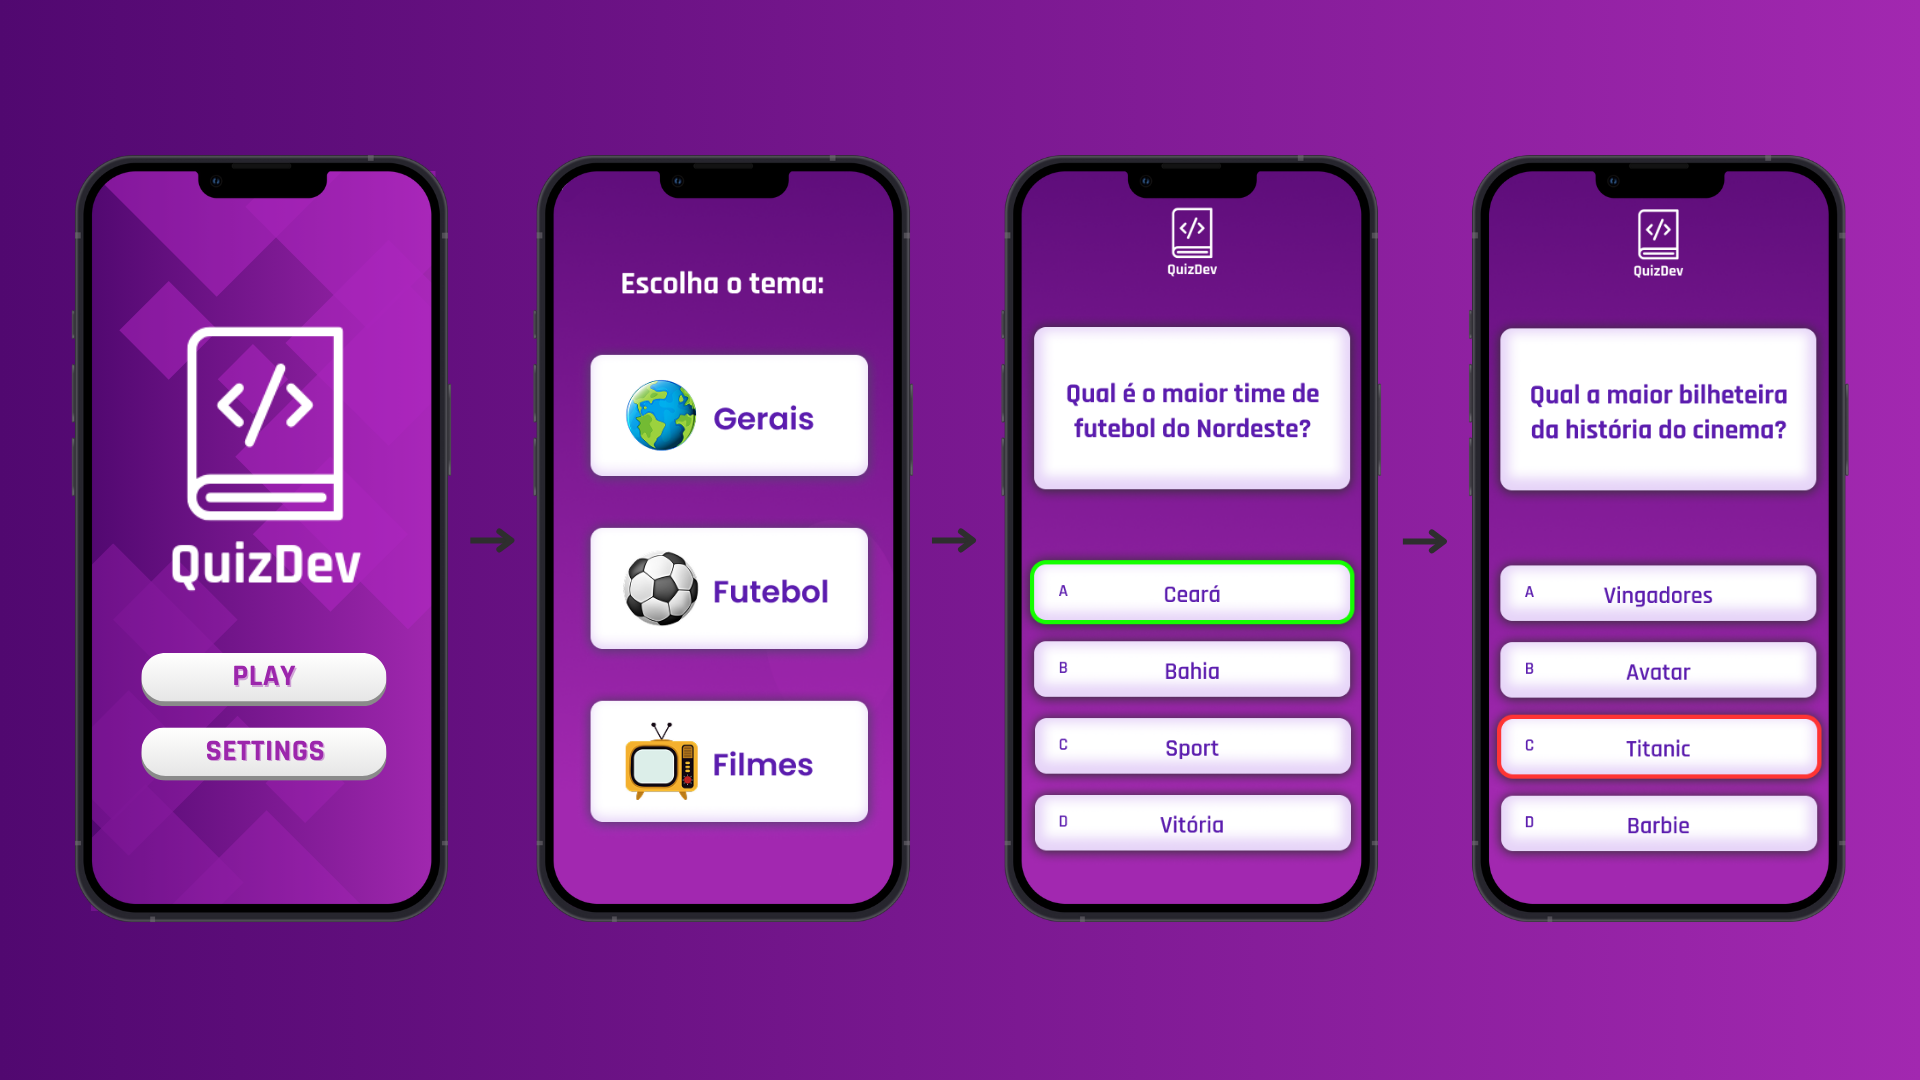 </>
QuizDev
PLAY
SETTINGS
Escolha o tema:
Gerais
Futebol
Filmes
</>
QuizDev
Qual é o maior time de
futebol do Nordeste?
A Ceará
B Bahia
C Sport
D Vitória
</>
QuizDev
Qual a maior bilheteira
da história do cinema?
A Vingadores
B Avatar
C Titanic
D Barbie